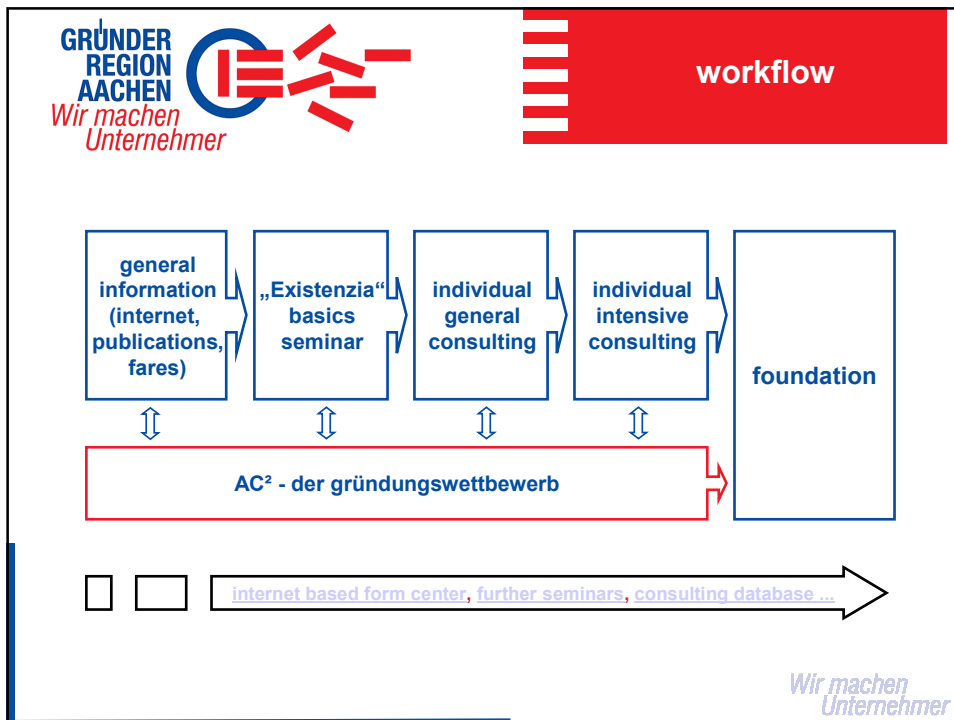 GRÜNDER
REGION
AACHEN
Wir machen
Unternehmer
workflow
general
information
(internet,
publications,
fares)
„Existenzia“
basics
seminar
individual
general
consulting
individual
intensive
consulting
foundation
AC² - der gründungswettbewerb
internet based form center, further seminars, consulting database ...
Wir machen
Unternehmer